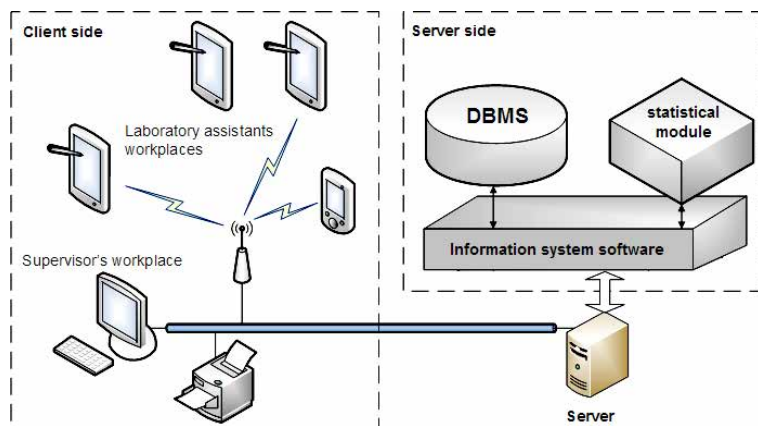 Client side
Laboratory assistants
workplaces
Supervisor's workplace
Server side
DBMS
statistical
module
Information system software
Server